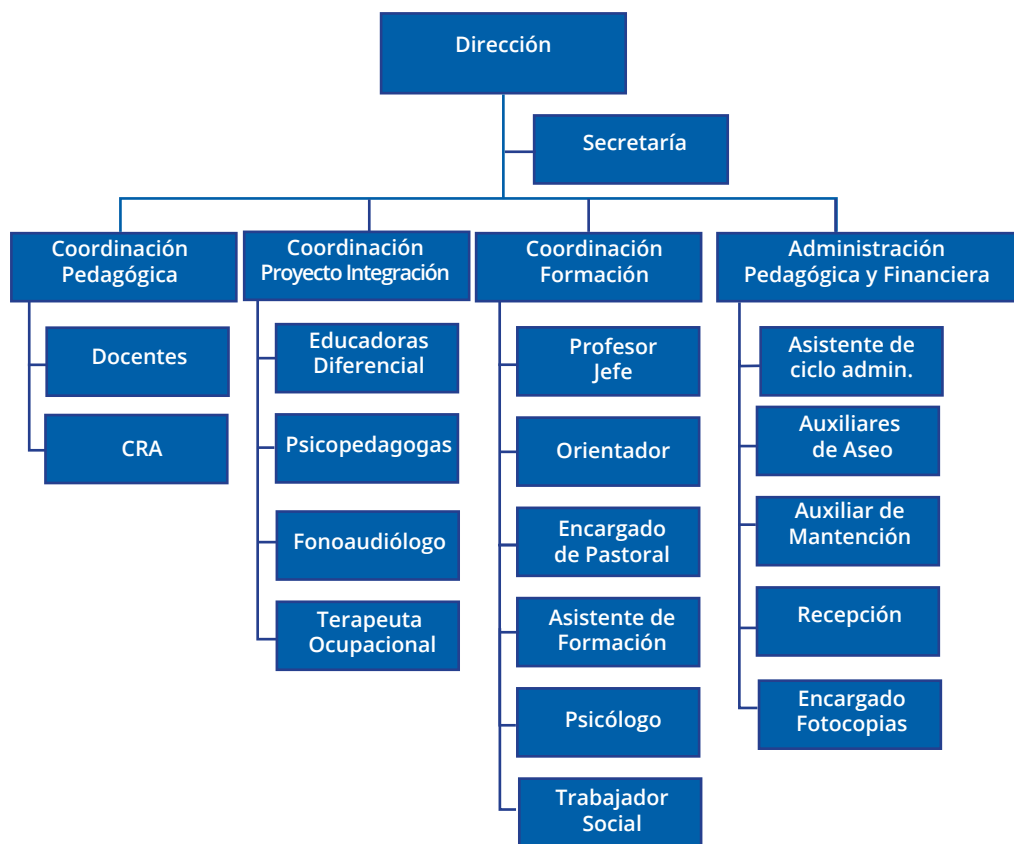 Dirección
Secretaría
Coordinación
Pedagógica
Docentes
CRA
Coordinación
Proyecto Integración
Educadoras
Diferencial
Psicopedagogas
Fonoaudiólogo
Terapeuta
Ocupacional
Coordinación
Formación
Profesor
Jefe
Orientador
Encargado
de Pastoral
Asistente de
Formación
Psicólogo
Trabajador
Social
Administración
Pedagógica y Financiera
Asistente de
ciclo admin.
Auxiliares
de Aseo
Auxiliar de
Mantención
Recepción
Encargado
Fotocopias